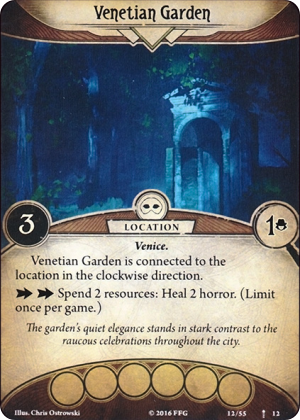 Venetian Garden
3
LOCATION
1
Venice.
Venetian Garden is connected to the
location in the clockwise direction.
Spend 2 resources: Heal 2 horror. (Limit
once per game.)
The garden's quiet elegance stands in stark contrast to the
raucous celebrations throughout the city.
Illus. Chris Ostrowski
© 2016 FFG
12/55
12